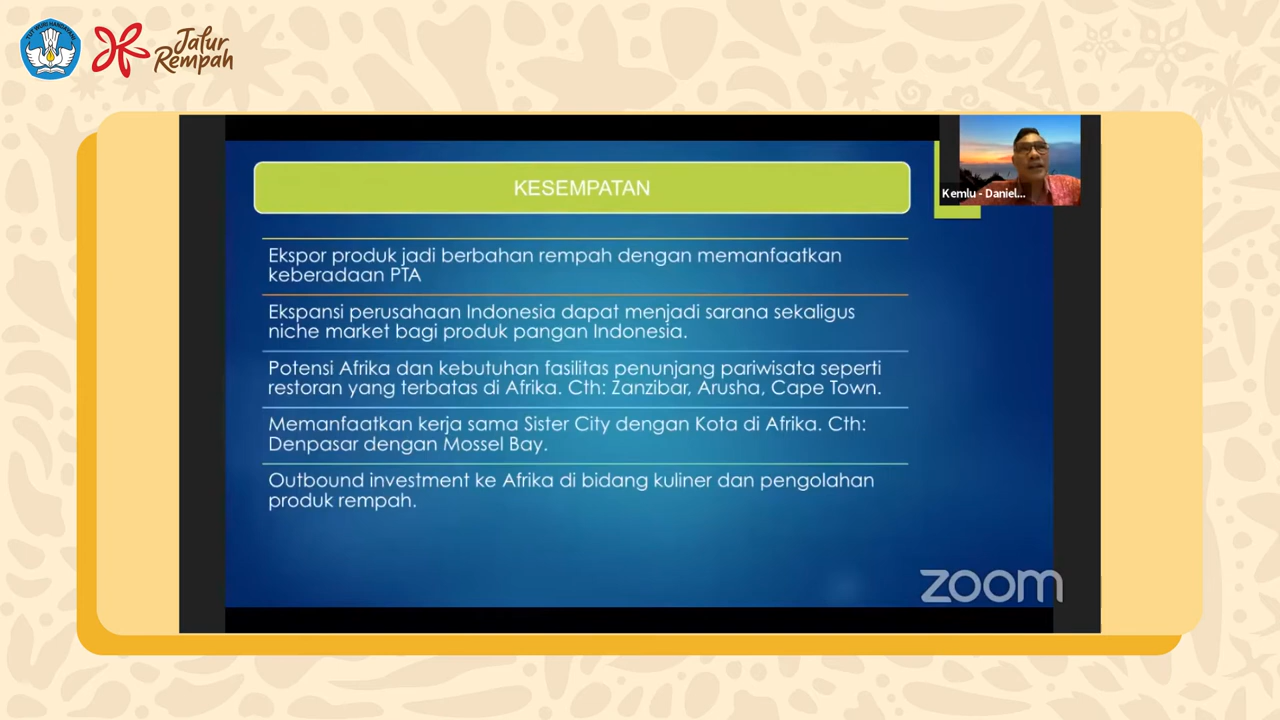 TUT WURI HANDAYANI
Jalur
Rempah
KESEMPATAN
Kemlu - Daniel...
Ekspor produk jadi berbahan rempah dengan memanfaatkan
keberadaan PTA
Ekspansi perusahaan Indonesia dapat menjadi sarana sekaligus
niche market bagi produk pangan Indonesia.
Potensi Afrika dan kebutuhan fasilitas penunjang pariwisata seperti
restoran yang terbatas di Afrika. Cth: Zanzibar, Arusha, Cape Town.
Memanfaatkan kerja sama Sister City dengan Kota di Afrika. Cth:
Denpasar dengan Mossel Bay.
Outbound investment ke Afrika di bidang kuliner dan pengolahan
produk rempah.
zoom